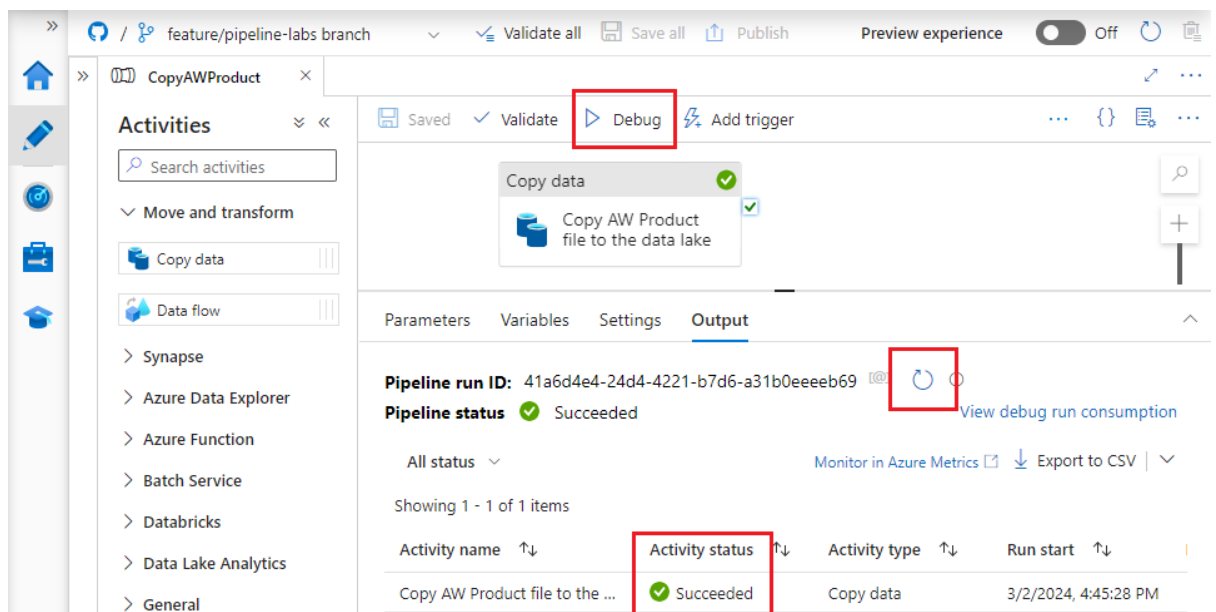 / feature/pipeline-labs branch Validate all Save all Publish Preview experience Off
CopyAWProduct
Activities
Search activities
Move and transform
Copy data
Data flow
Synapse
Azure Data Explorer
Azure Function
Batch Service
Databricks
Data Lake Analytics
General
Saved Validate Debug Add trigger
Copy data
Copy AW Product
file to the data lake
Parameters Variables Settings Output
Pipeline run ID: 41a6d4e4-24d4-4221-b7d6-a31b0eeeeb69
Pipeline status Succeeded
View debug run consumption
All status
Monitor in Azure Metrics Export to CSV
Showing 1 - 1 of 1 items
Activity name Activity status Activity type Run start
Copy AW Product file to the ... Succeeded Copy data 3/2/2024, 4:45:28 PM